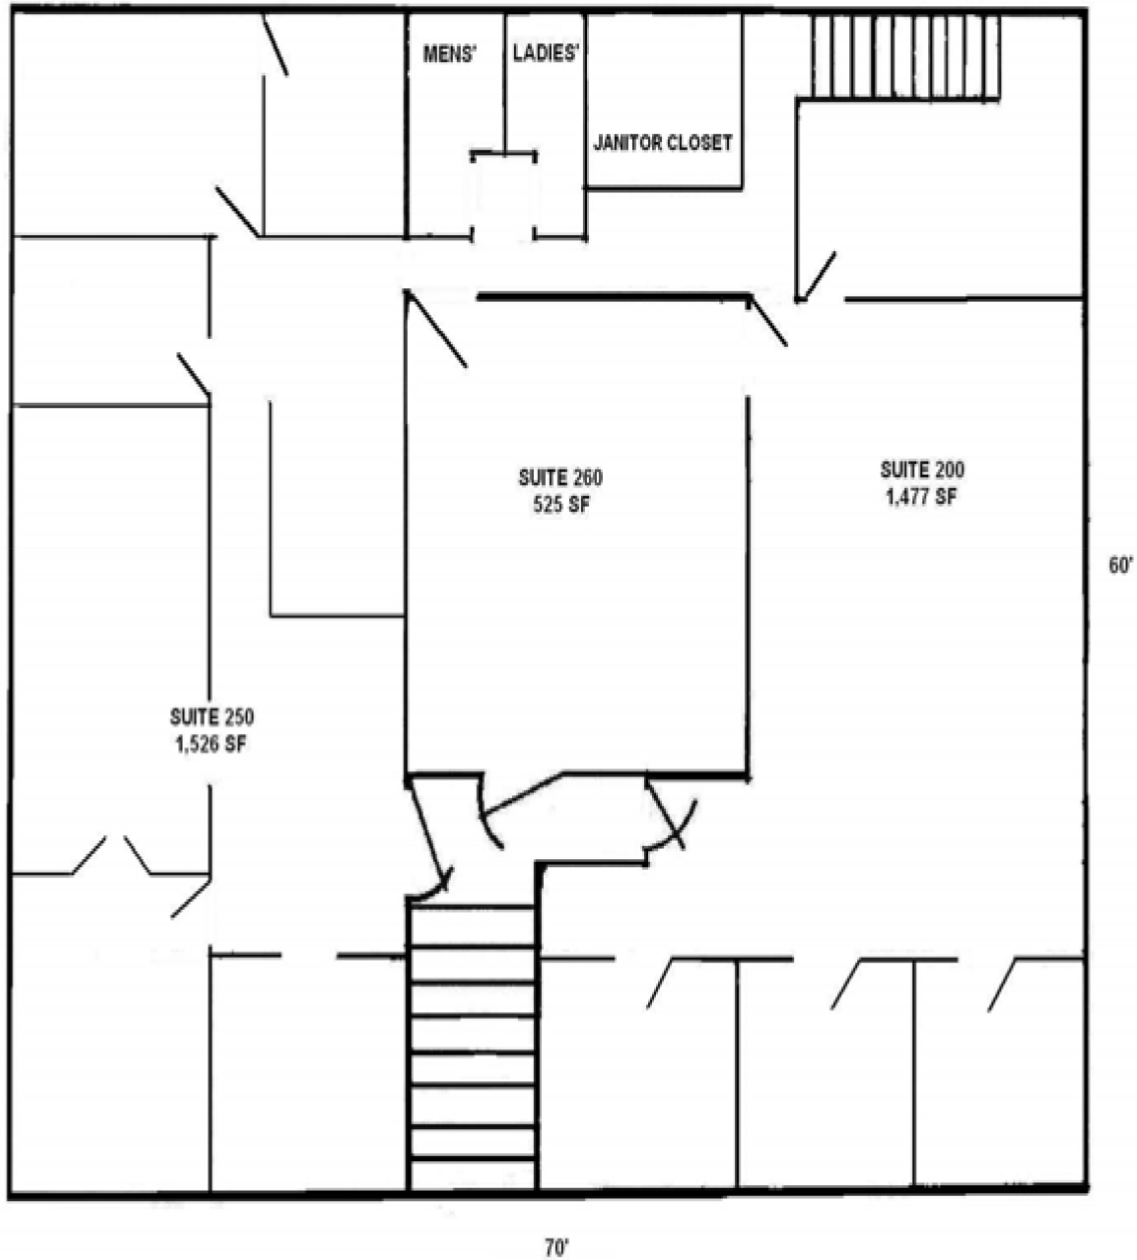 MENS'
LADIES'
JANITOR CLOSET
SUITE 260
525 SF
SUITE 200
1,477 SF
60'
SUITE 250
1,526 SF
70'